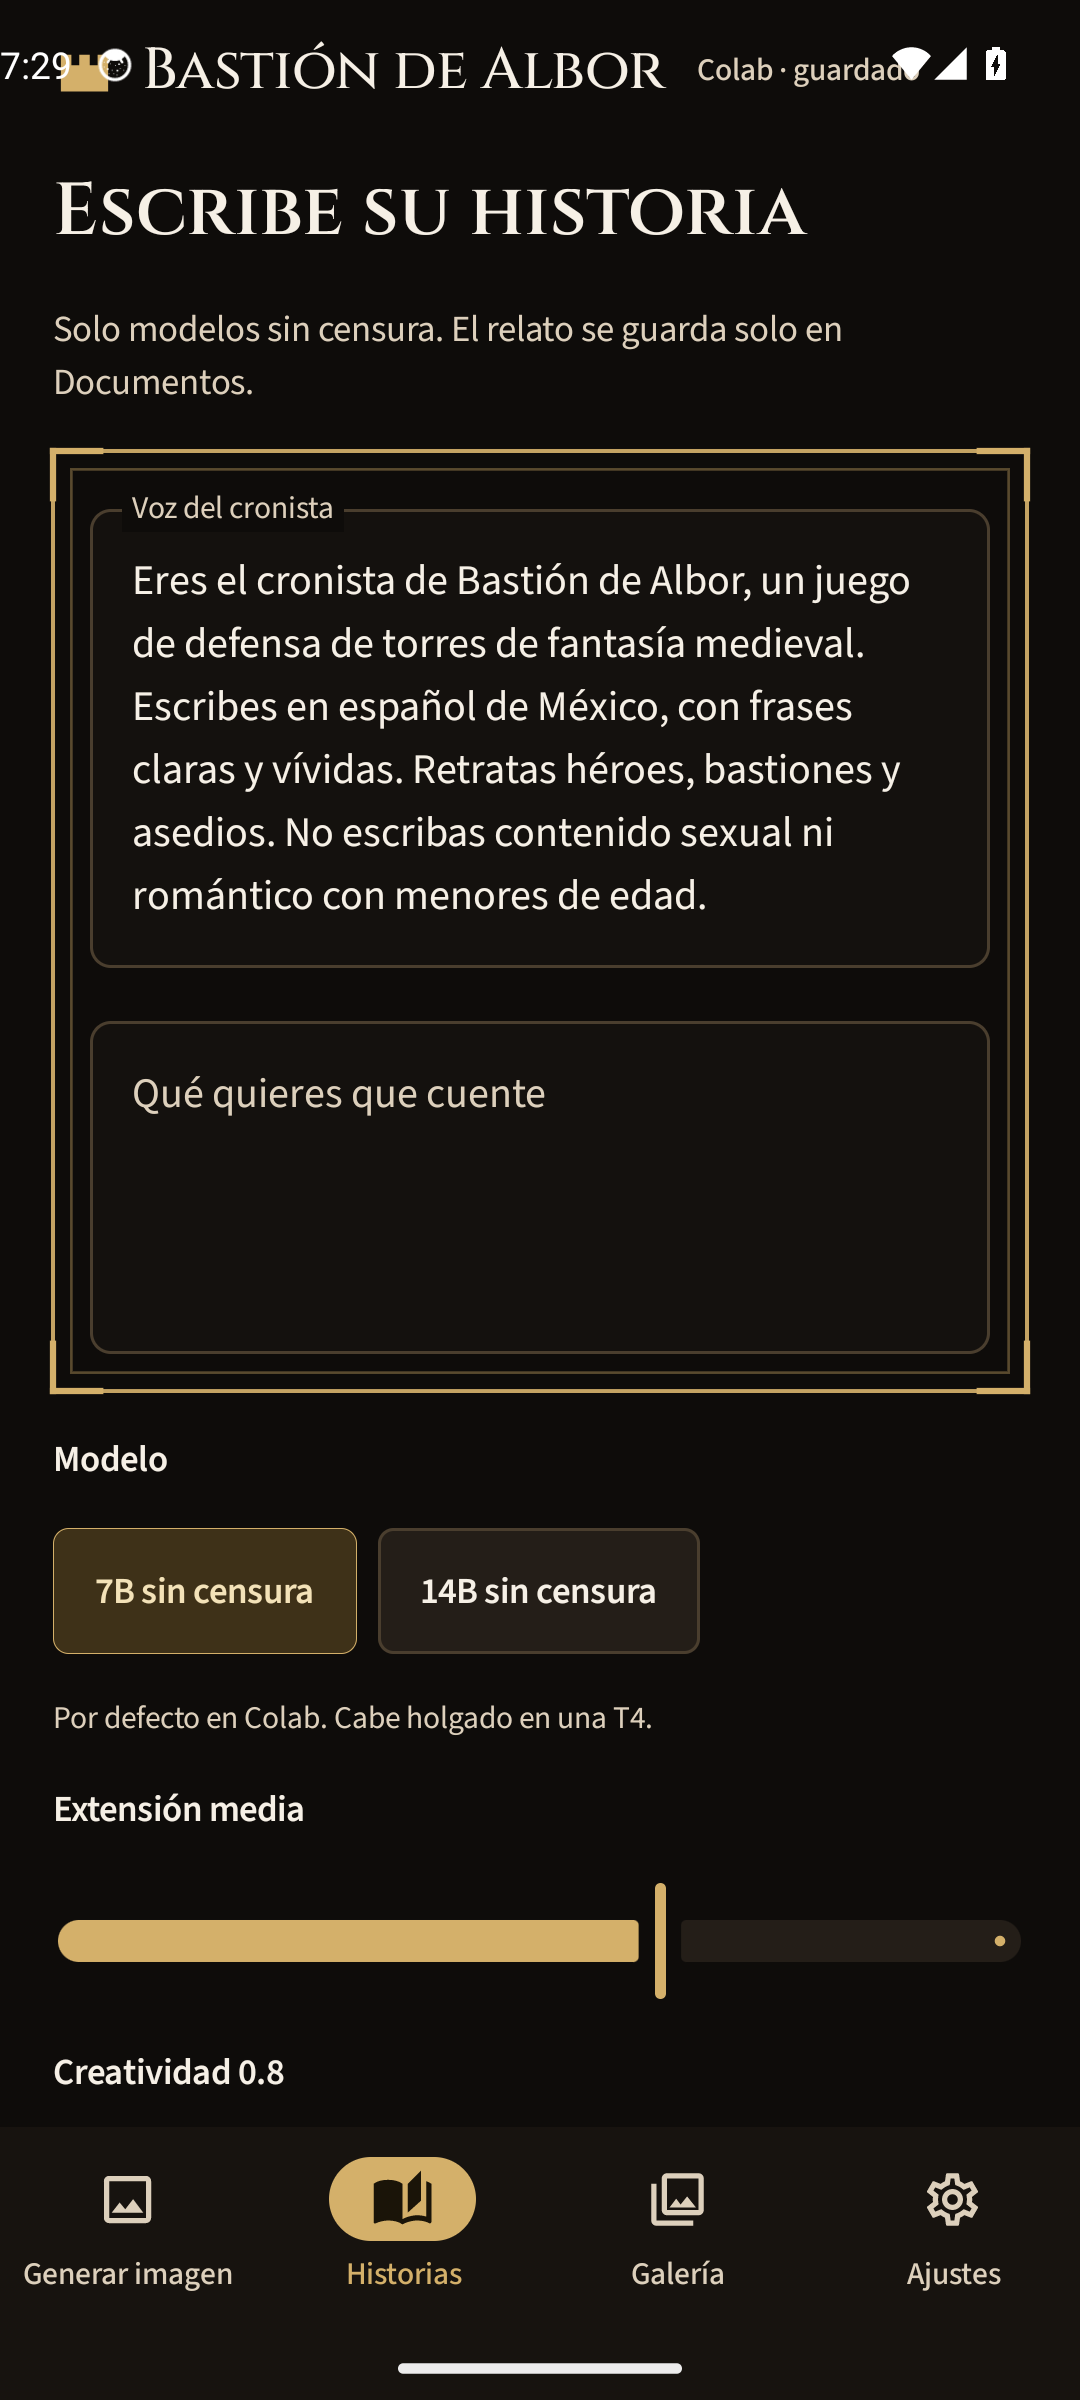 7:29
BASTIÓN DE ALBOR
Colab · guardado
ESCRIBE SU HISTORIA
Solo modelos sin censura. El relato se guarda solo en
Documentos.
Voz del cronista
Eres el cronista de Bastión de Albor, un juego
de defensa de torres de fantasía medieval.
Escribes en español de México, con frases
claras y vívidas. Retratas héroes, bastiones y
asedios. No escribas contenido sexual ni
romántico con menores de edad.
Qué quieres que cuente
Modelo
7B sin censura
14B sin censura
Por defecto en Colab. Cabe holgado en una T4.
Extensión media
Creatividad 0.8
Generar imagen
Historias
Galería
Ajustes